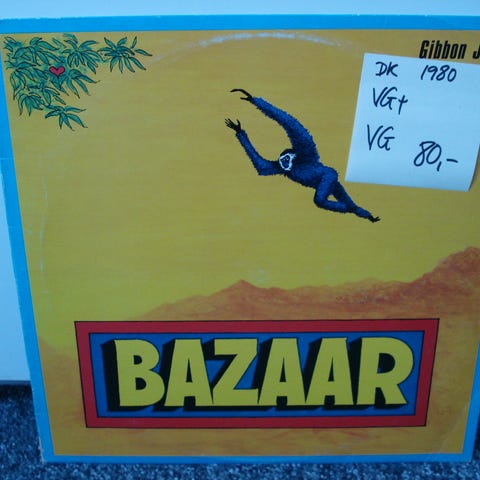 Gibbon J
DK 1980
VG+
VG 80,-
BAZAAR